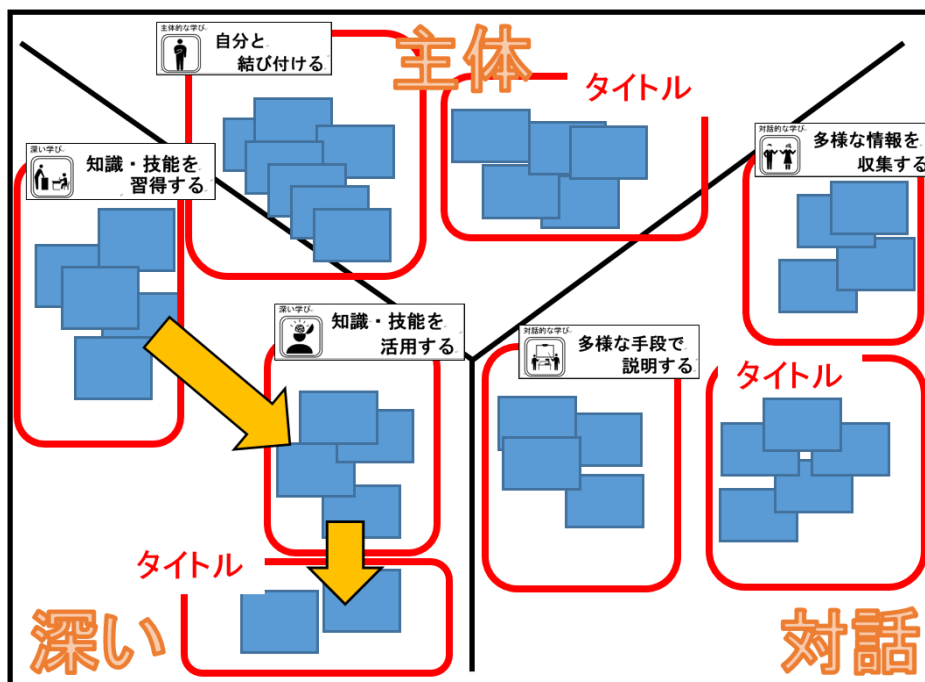 主体的な学び
自分と
結び付ける
主体
タイトル
深い学び
知識・技能を
習得する
対話的な学び
多様な情報を
収集する
深い学び
知識・技能を
活用する
対話的な学び
多様な手段で
説明する
タイトル
タイトル
深い
対話